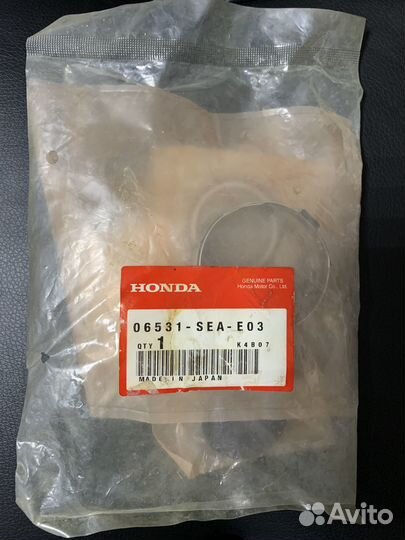 HONDA
GENUINE PARTS
Honda Motor Co., Ltd.
06531-SEA-E03
QTY 1 K4B07
MADE IN JAPAN
Avito